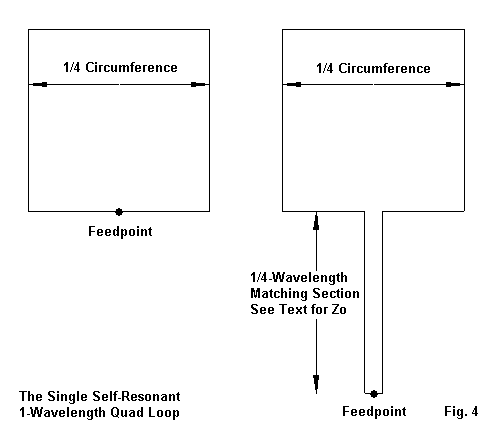 1/4 Circumference
1/4 Circumference
Feedpoint
1/4-Wavelength
Matching Section
See Text for Zo
The Single Self-Resonant
1-Wavelength Quad Loop
Feedpoint
Fig. 4